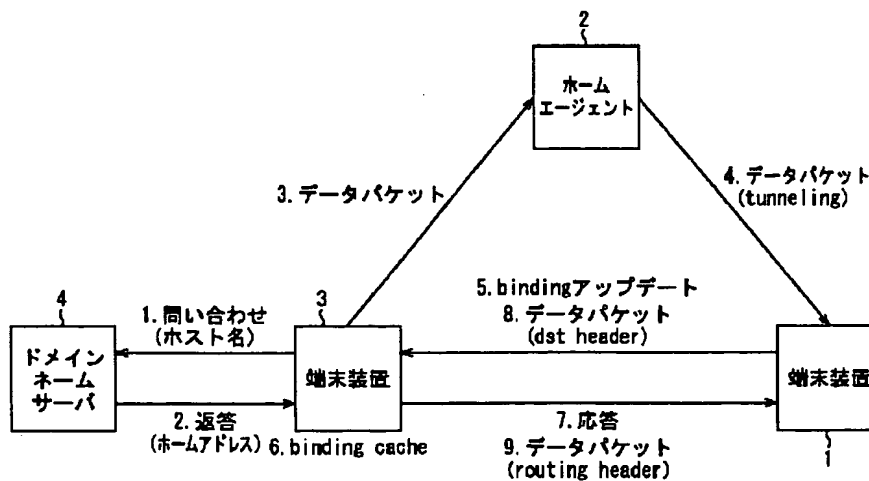 2
ホーム
エージェント
3.データパケット
4.データパケット
(tunneling)
5.bindingアップデート
8.データパケット
(dst header)
4
1.問い合わせ
(ホスト名)
3
ドメイン
ネーム
サーバ
端末装置
端末装置
2.返答
(ホームアドレス)
6.binding cache
7.応答
9.データパケット
(routing header)
1